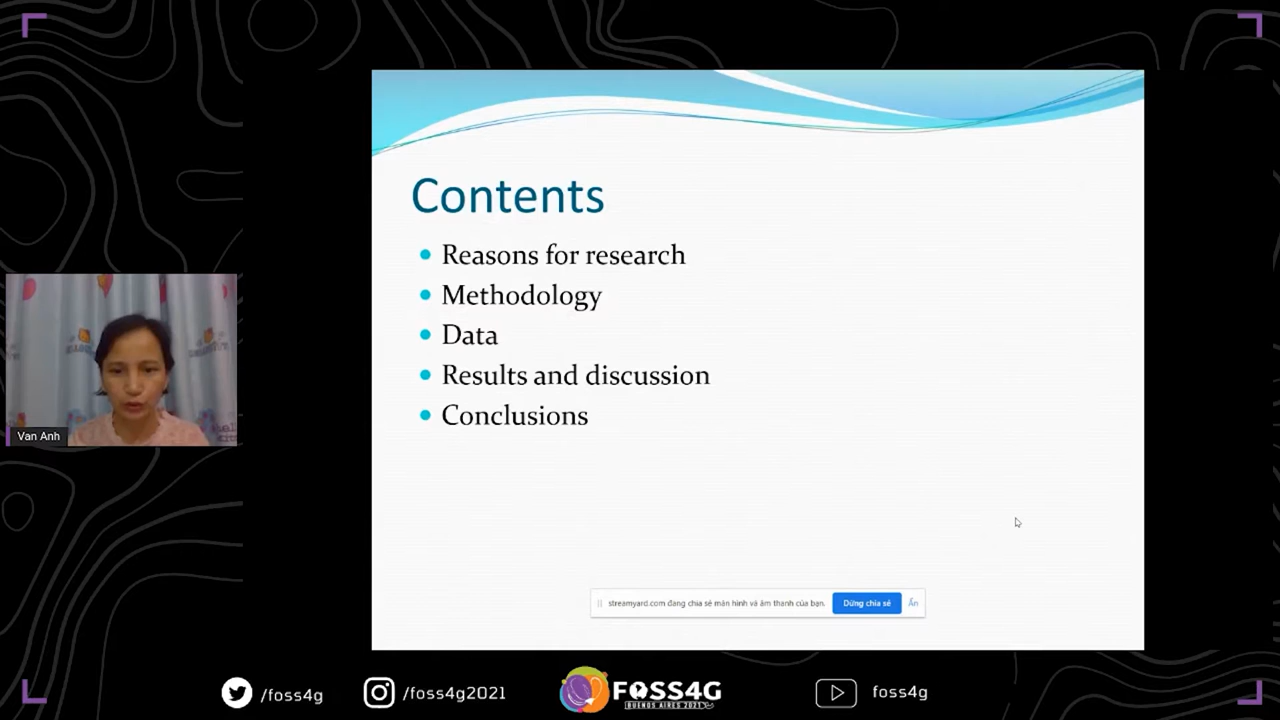 Contents
Reasons for research
Methodology
Data
Results and discussion
Conclusions
Van Anh
streamyard.com đang chia sẻ màn hình và âm thanh của bạn.
Dừng chia sẻ
Ẩn
/foss4g
/foss4g2021
FOSS4G
BUENOS AIRES 2021
foss4g